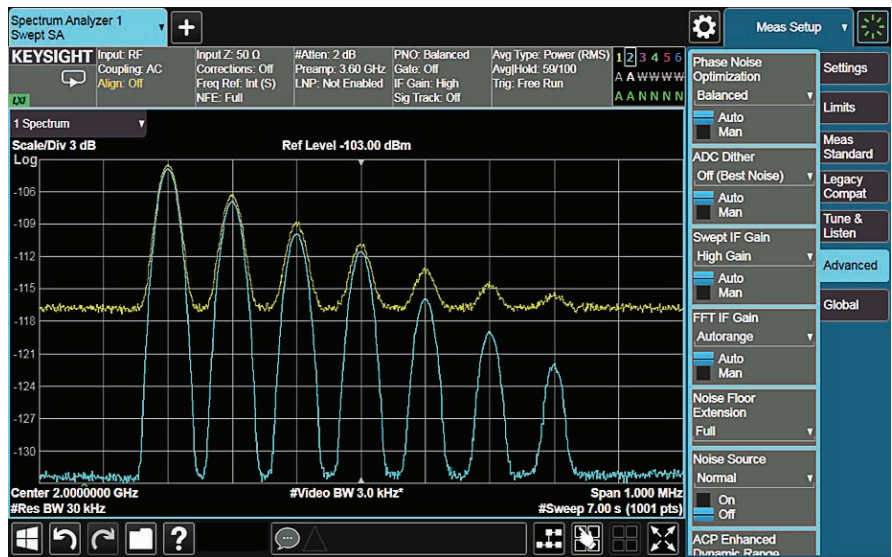 Spectrum Analyzer 1
Swept SA
+
Meas Setup
KEYSIGHT
LXI
Input: RF
Coupling: AC
Align: Off
Input Z: 50 Ω
Corrections: Off
Freq Ref: Int (S)
NFE: Full
#Atten: 2 dB
Preamp: 3.60 GHz
LNP: Not Enabled
PNO: Balanced
Gate: Off
IF Gain: High
Sig Track: Off
Avg Type: Power (RMS)
Avg|Hold: 59/100
Trig: Free Run
1 2 3 4 5 6
A A W W W W
A A N N N N
1 Spectrum
Scale/Div 3 dB
Ref Level -103.00 dBm
Log
-106
-109
-112
-115
-118
-121
-124
-127
-130
Center 2.0000000 GHz
#Res BW 30 kHz
#Video BW 3.0 kHz*
Span 1.000 MHz
#Sweep 7.00 s (1001 pts)
?
Phase Noise
Optimization
Balanced
Auto
Man
ADC Dither
Off (Best Noise)
Auto
Man
Swept IF Gain
High Gain
Auto
Man
FFT IF Gain
Autorange
Auto
Man
Noise Floor
Extension
Full
Noise Source
Normal
On
Off
ACP Enhanced
Dynamic Range
Settings
Limits
Meas
Standard
Legacy
Compat
Tune &
Listen
Advanced
Global